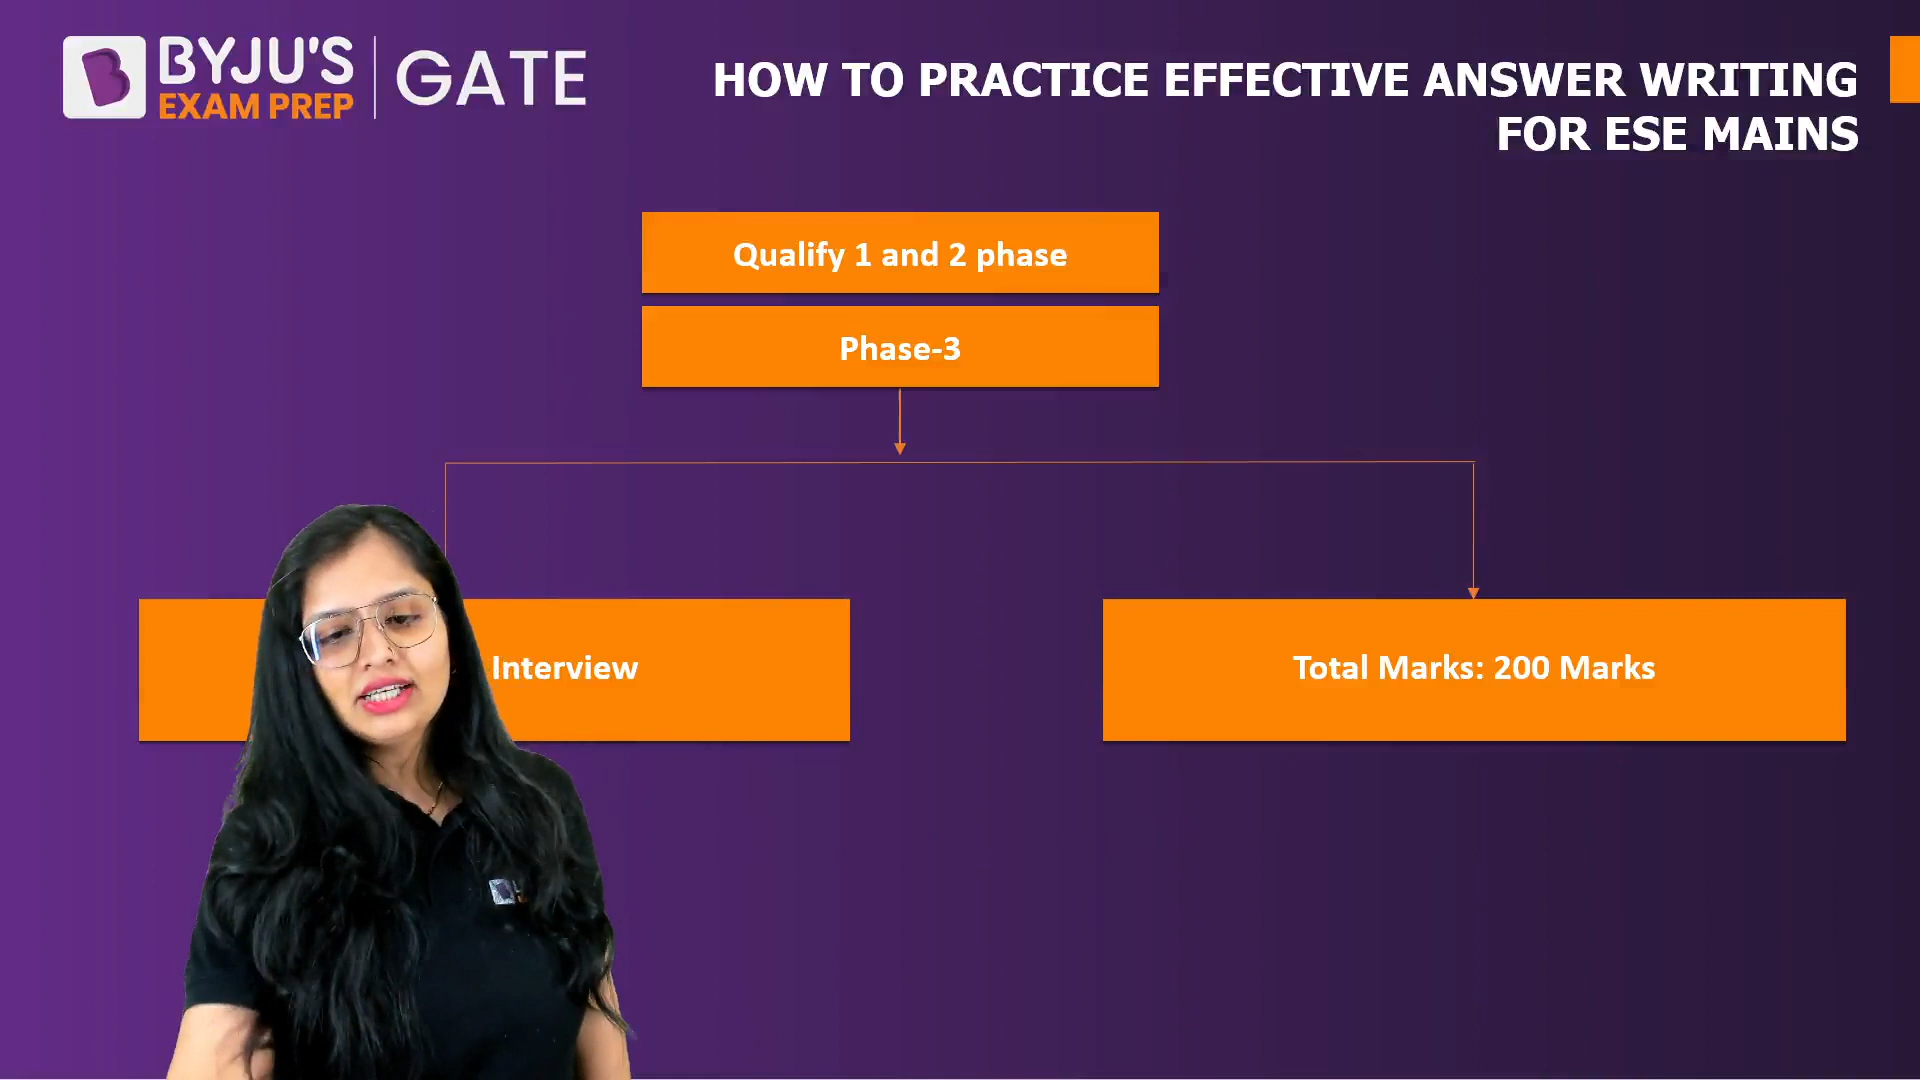 BYJU'S
EXAM PREP
GATE
HOW TO PRACTICE EFFECTIVE ANSWER WRITING
FOR ESE MAINS
Qualify 1 and 2 phase
Phase-3
Interview
Total Marks: 200 Marks